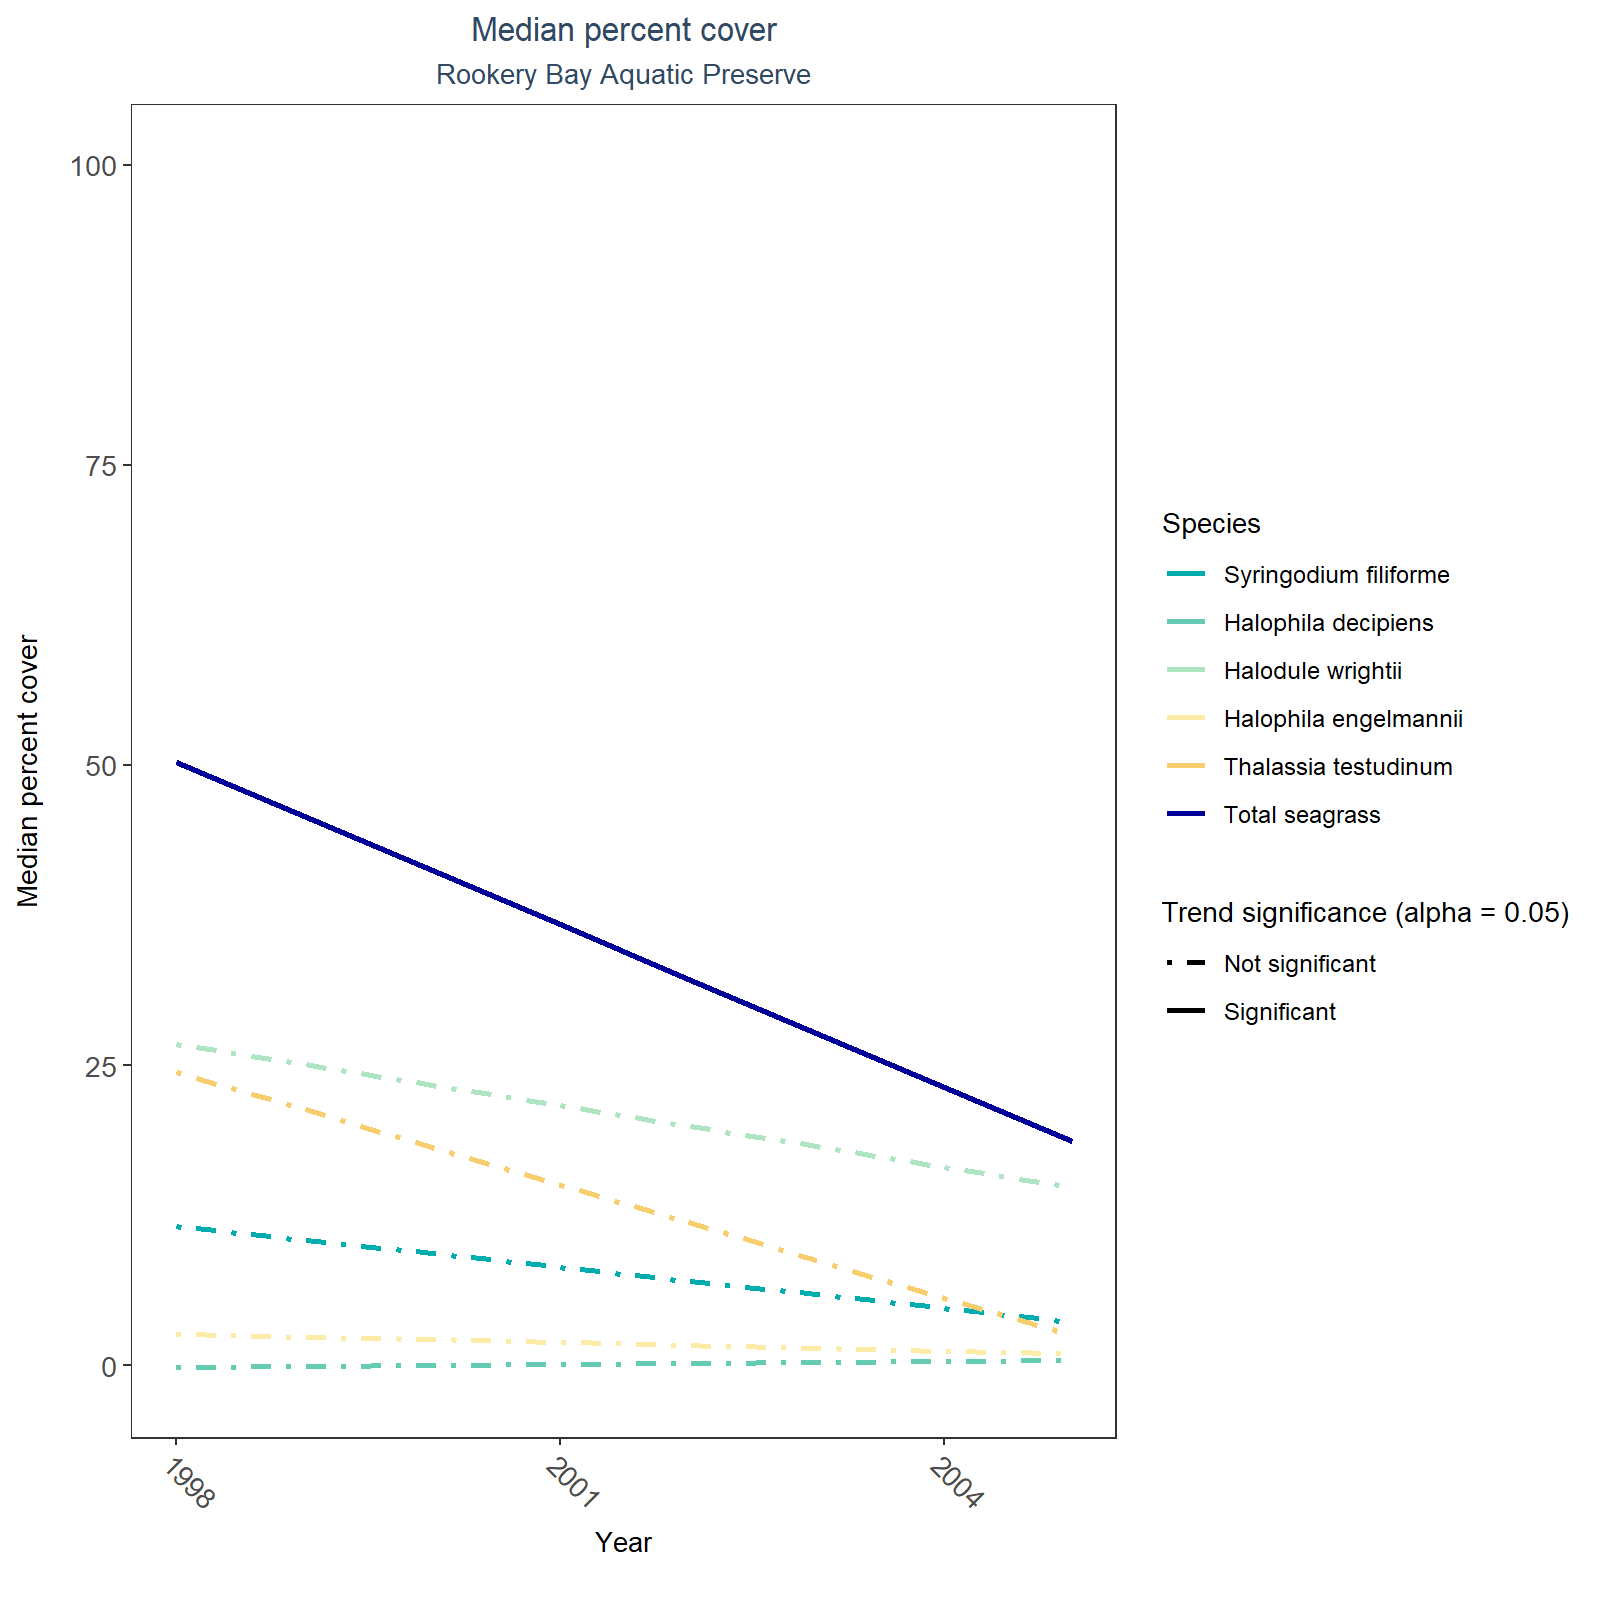 Median percent cover
Rookery Bay Aquatic Preserve
Median percent cover
100
75
50
25
0
1998
2001
2004
Year
Species
Syringodium filiforme
Halophila decipiens
Halodule wrightii
Halophila engelmannii
Thalassia testudinum
Total seagrass
Trend significance (alpha = 0.05)
Not significant
Significant